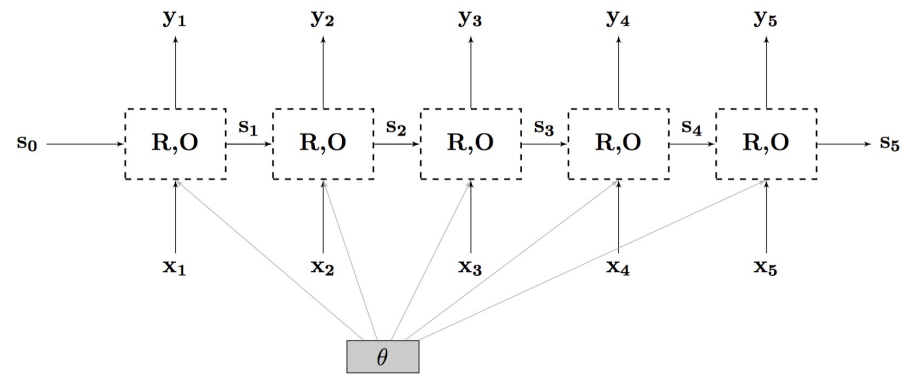 y₁ y₂ y₃ y₄ y₅
s₀ R,O s₁ R,O s₂ R,O s₃ R,O s₄ R,O s₅
x₁ x₂ x₃ x₄ x₅
θ